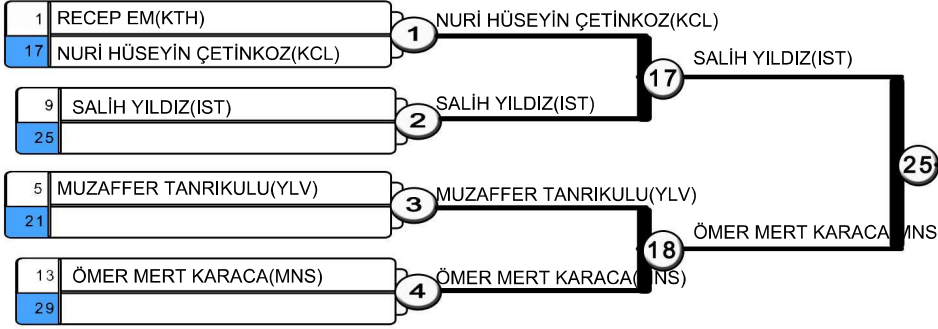 1 RECEP EM(KTH)
17 NURİ HÜSEYİN ÇETİNKOZ(KCL)
1
NURİ HÜSEYİN ÇETİNKOZ(KCL)
9 SALİH YILDIZ(IST)
25
2
SALİH YILDIZ(IST)
17
SALİH YILDIZ(IST)
5 MUZAFFER TANRIKULU(YLV)
21
3
MUZAFFER TANRIKULU(YLV)
13 ÖMER MERT KARACA(MNS)
29
4
ÖMER MERT KARACA(MNS)
18
ÖMER MERT KARACA(MNS
25